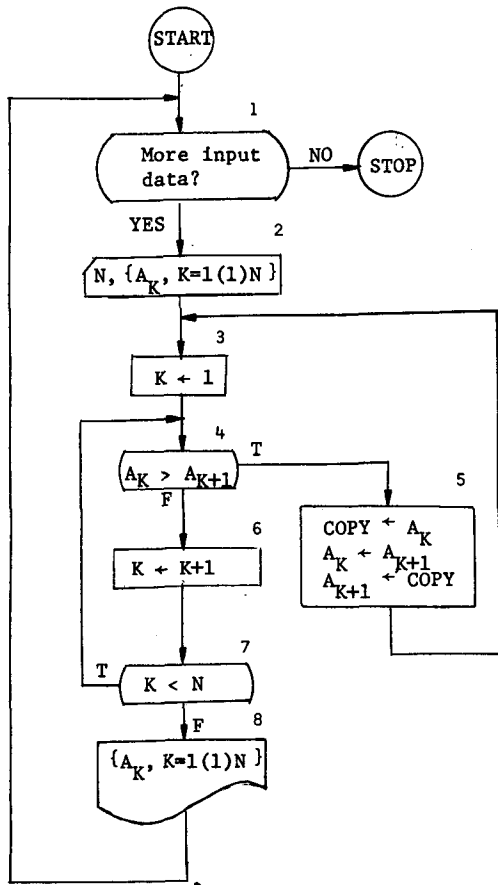 START
1
More input
data?
NO
STOP
YES
2
N, {A_K, K=1(1)N}
3
K ← 1
4
A_K > A_K+1
T
F
5
COPY ← A_K
A_K ← A_K+1
A_K+1 ← COPY
6
K ← K+1
7
T
K < N
F
8
{A_K, K=1(1)N}